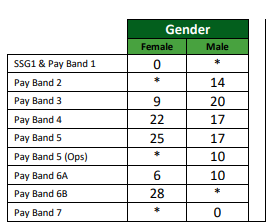 Gender
Female Male
SSG1 & Pay Band 1 0 *
Pay Band 2 * 14
Pay Band 3 9 20
Pay Band 4 22 17
Pay Band 5 25 17
Pay Band 5 (Ops) * 10
Pay Band 6A 6 10
Pay Band 6B 28 *
Pay Band 7 * 0